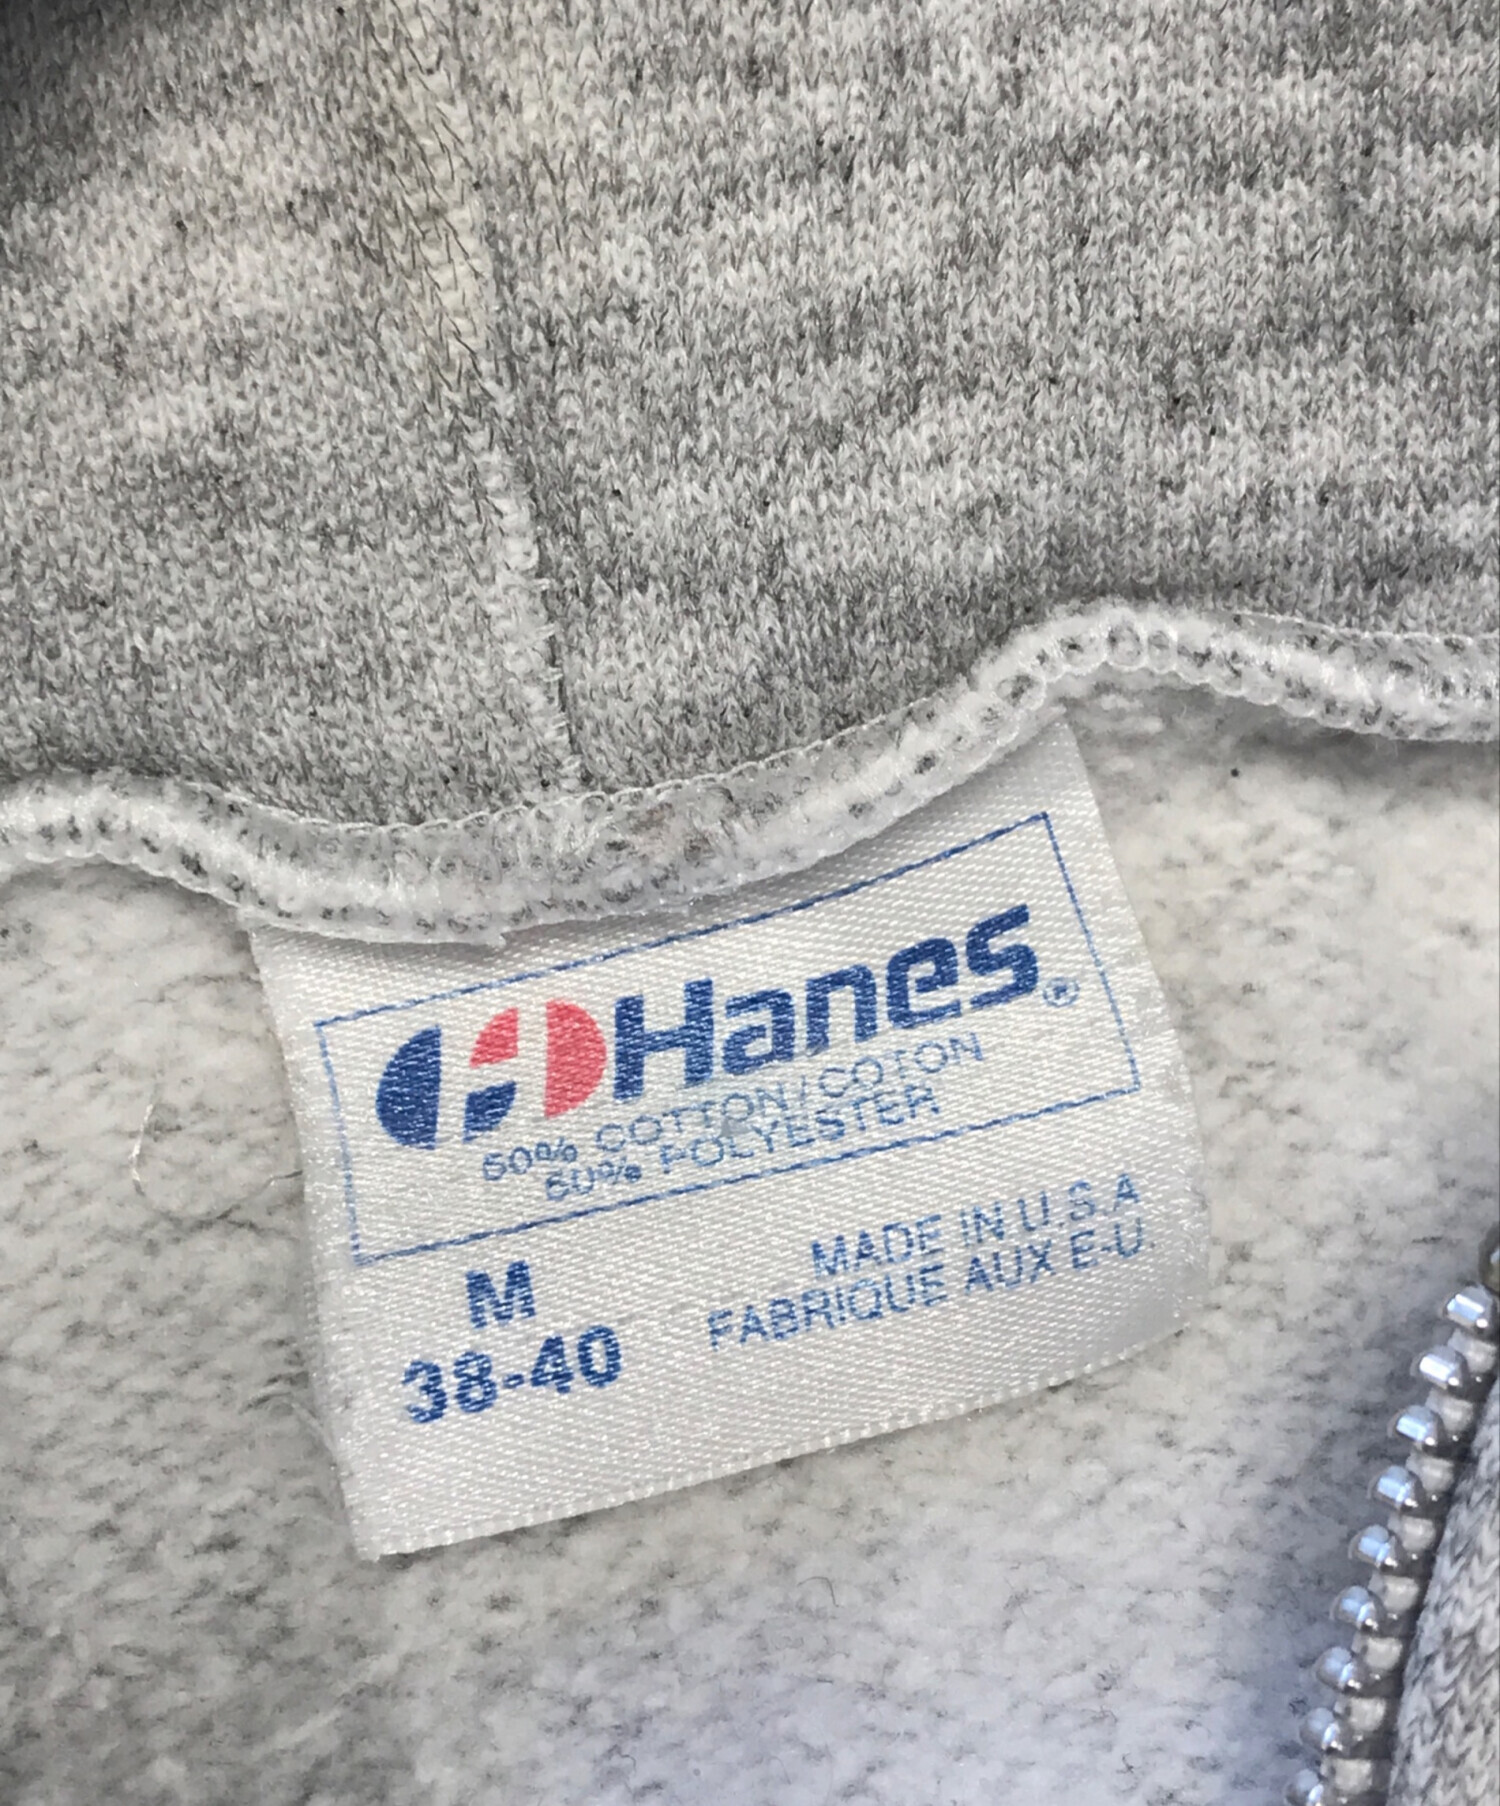 Hanes®
50% COTTON/COTON
50% POLYESTER
M
38-40
MADE IN U.S.A
FABRIQUE AUX E-U.